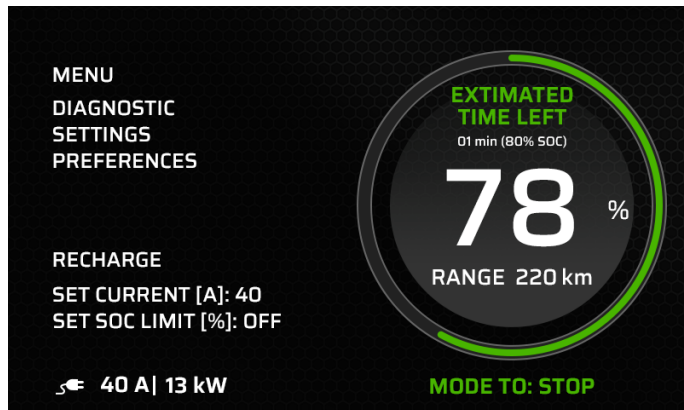 MENU
DIAGNOSTIC
SETTINGS
PREFERENCES
RECHARGE
SET CURRENT [A]: 40
SET SOC LIMIT [%]: OFF
40 A| 13 kW
EXTIMATED
TIME LEFT
01 min (80% SOC)
78 %
RANGE 220 km
MODE TO: STOP